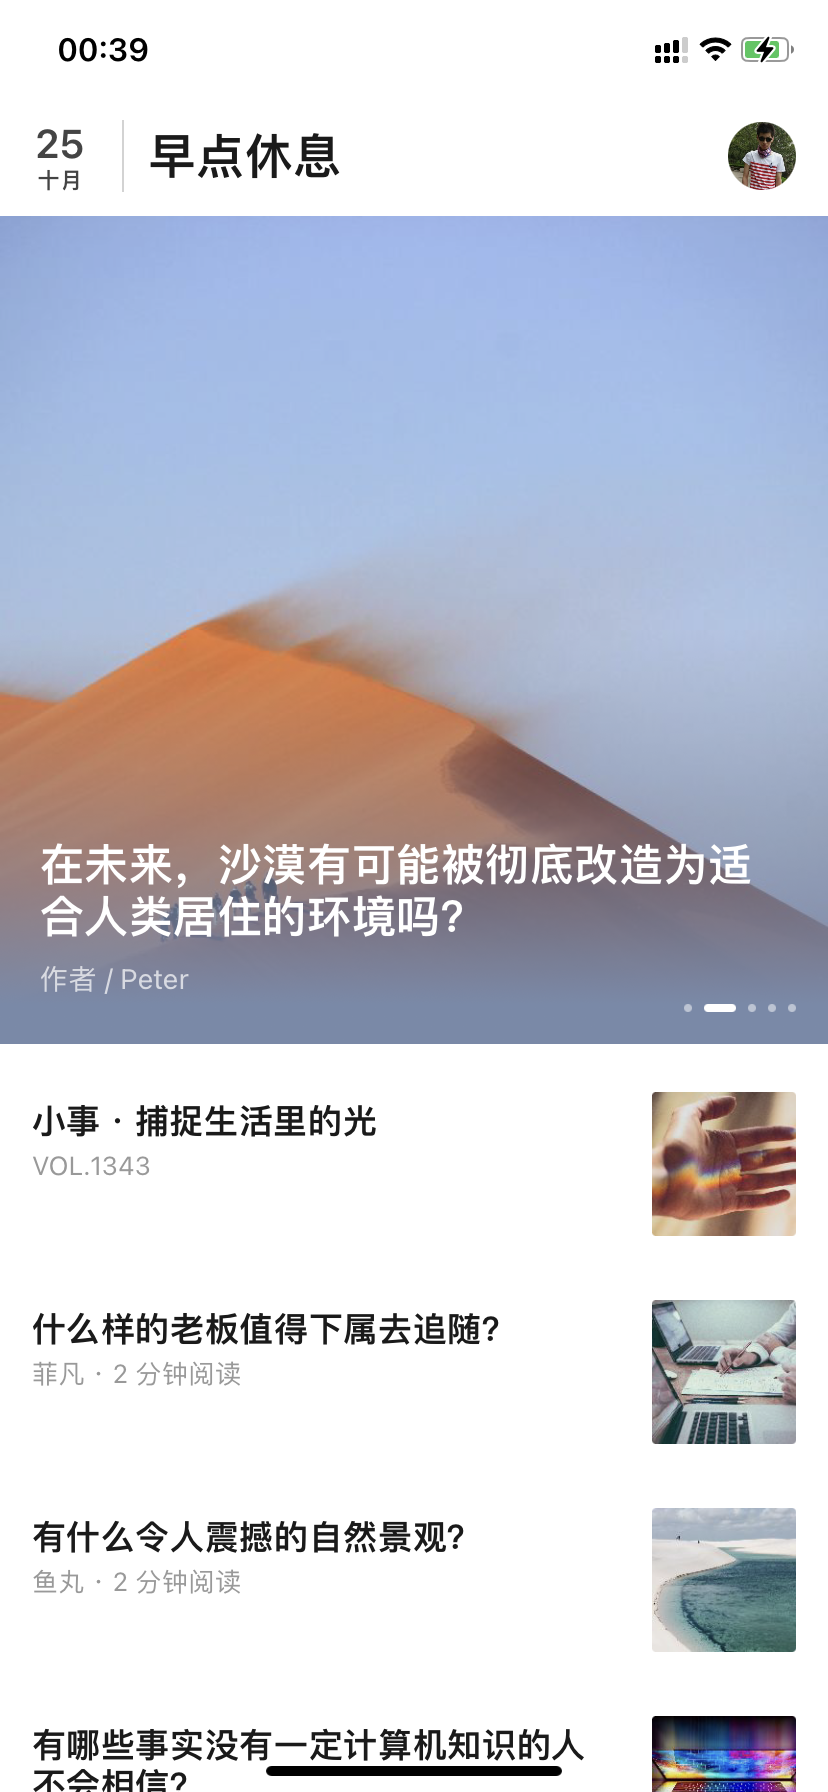 00:39
25
十月
早点休息
在未来，沙漠有可能被彻底改造为适
合人类居住的环境吗?
作者 / Peter
小事 · 捕捉生活里的光
VOL.1343
什么样的老板值得下属去追随?
菲凡 · 2 分钟阅读
有什么令人震撼的自然景观?
鱼丸 · 2 分钟阅读
有哪些事实没有一定计算机知识的人
不会相信?